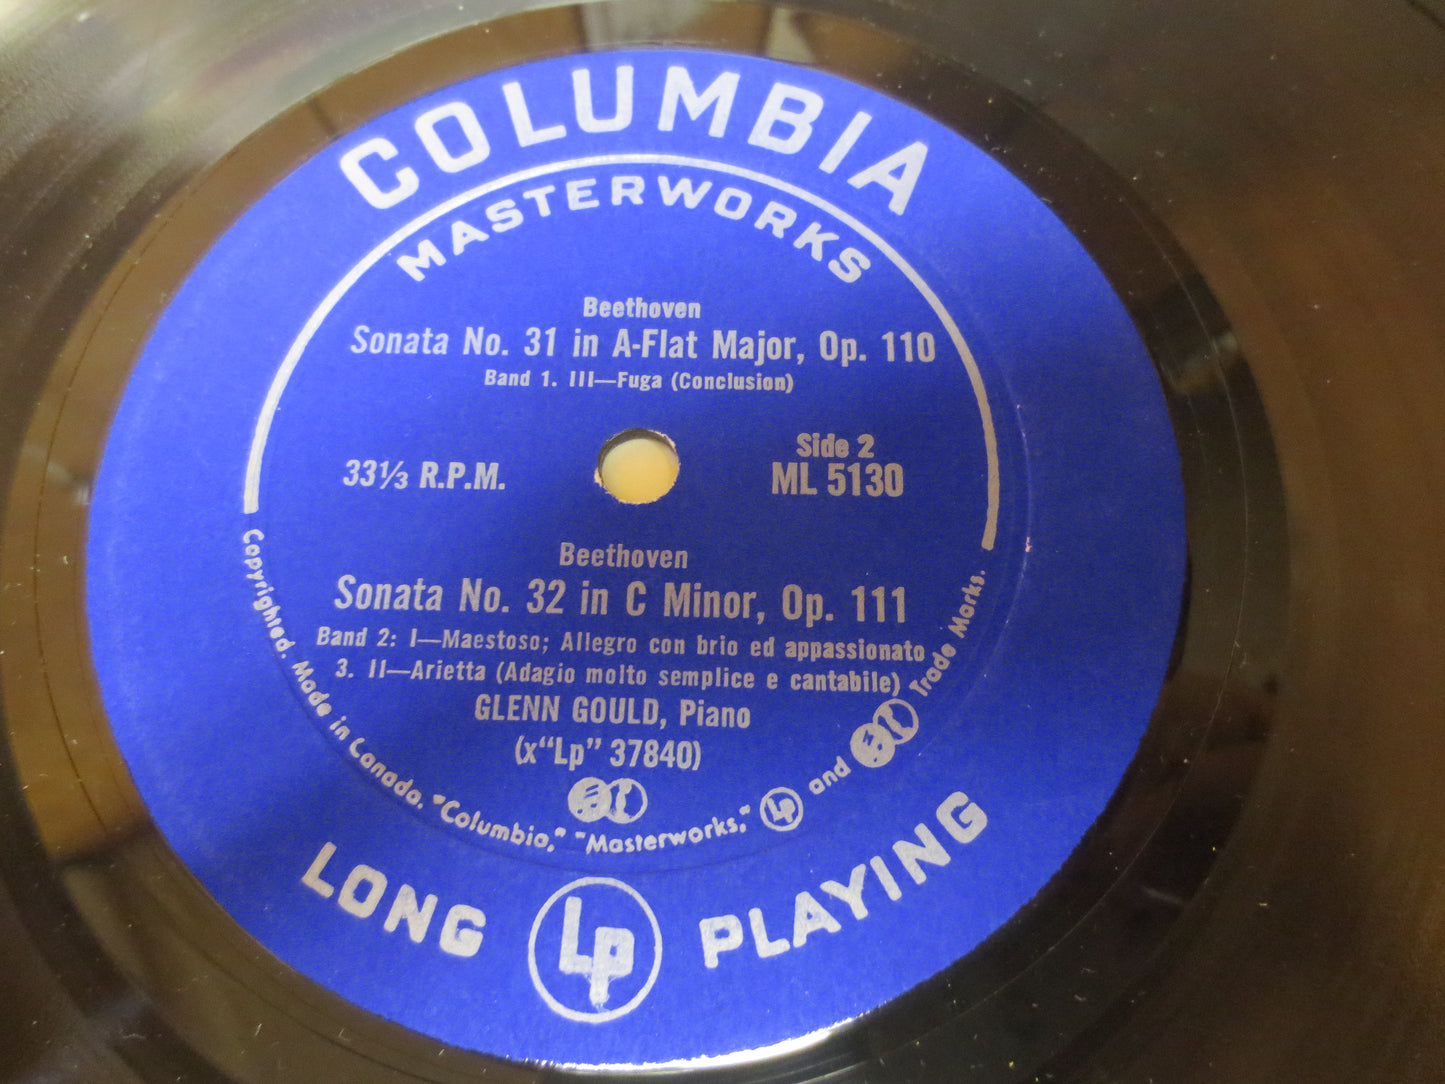 COLUMBIA
MASTERWORKS
Beethoven
Sonata No. 31 in A-Flat Major, Op. 110
Band 1. III—Fuga (Conclusion)
33⅓ R.P.M.
Side 2
ML 5130
Beethoven
Sonata No. 32 in C Minor, Op. 111
Band 2: I—Maestoso; Allegro con brio ed appassionato
3. II—Arietta (Adagio molto semplice e cantabile)
GLENN GOULD, Piano
(x“Lp” 37840)
Copyrighted. Made in Canada. "Columbia," "Masterworks," Lp and Trade Marks.
LONG Lp PLAYING